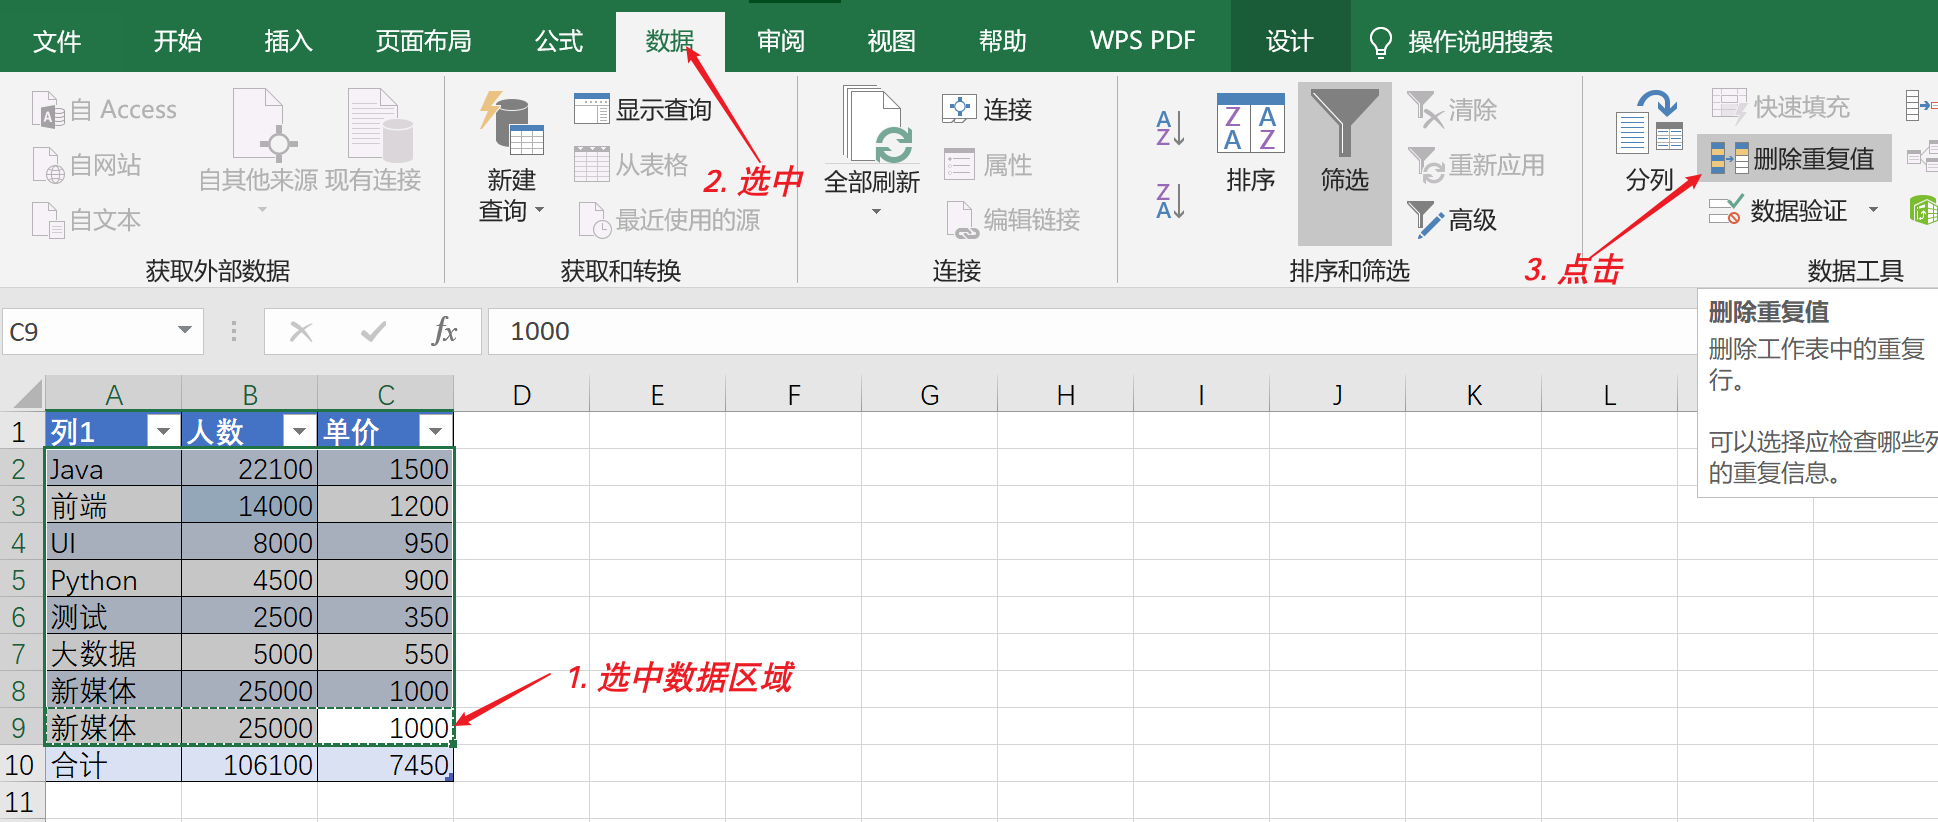 文件 开始 插入 页面布局 公式 数据 审阅 视图 帮助 WPS PDF 设计 操作说明搜索
自 Access
自网站
自文本
自其他来源
现有连接
获取外部数据
新建
查询
显示查询
从表格
最近使用的源
获取和转换
2. 选中
全部刷新
连接
属性
编辑链接
连接
A
Z
Z
A
Z A
A Z
排序
筛选
清除
重新应用
高级
排序和筛选
分列
快速填充
删除重复值
数据验证
数据工具
3. 点击
C9 fx 1000
删除重复值
删除工作表中的重复
行。
可以选择应检查哪些列
的重复信息。
A B C D E F G H I J K L
1 列1 人数 单价
2 Java 22100 1500
3 前端 14000 1200
4 UI 8000 950
5 Python 4500 900
6 测试 2500 350
7 大数据 5000 550
8 新媒体 25000 1000
9 新媒体 25000 1000
10 合计 106100 7450
11
1. 选中数据区域